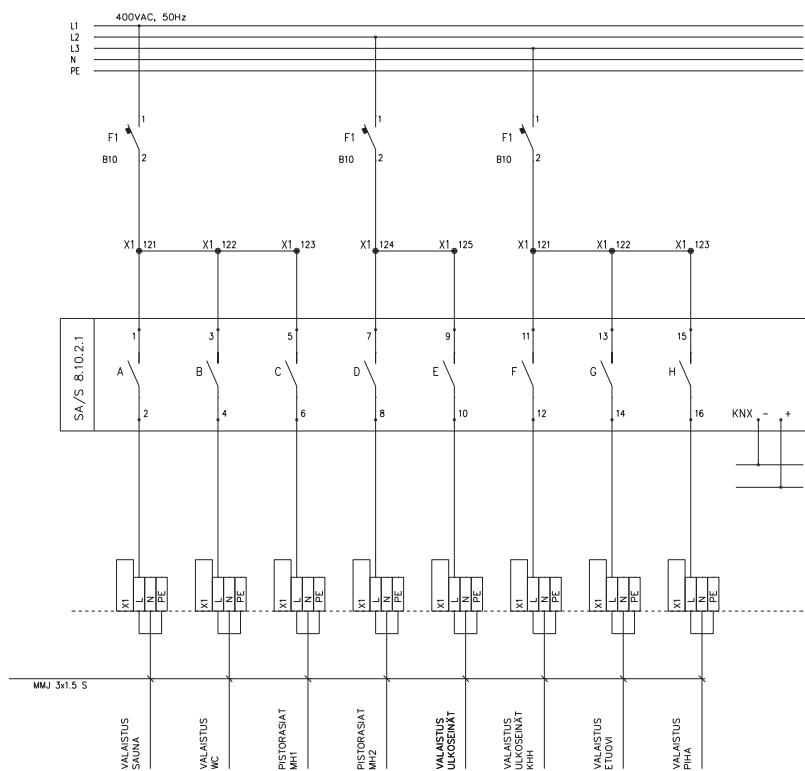 400VAC, 50Hz
L1
L2
L3
N
PE
1 1 1
F1 F1 F1
B10 2 B10 2 B10 2
X1 121 X1 122 X1 123 X1 124 X1 125 X1 121 X1 122 X1 123
SA/S 8.10.2.1
1 3 5 7 9 11 13 15
A B C D E F G H
2 4 6 8 10 12 14 16 KNX - +
X1 L N PE X1 L N PE X1 L N PE X1 L N PE X1 L N PE X1 L N PE X1 L N PE X1 L N PE
MMJ 3x1.5 S
VALAISTUS
SAUNA
VALAISTUS
WC
PISTORASIAT
MH1
PISTORASIAT
MH2
VALAISTUS
ULKOSEINÄT
VALAISTUS
ULKOSEINÄT
KHH
VALAISTUS
ETUOVI
VALAISTUS
PIHA